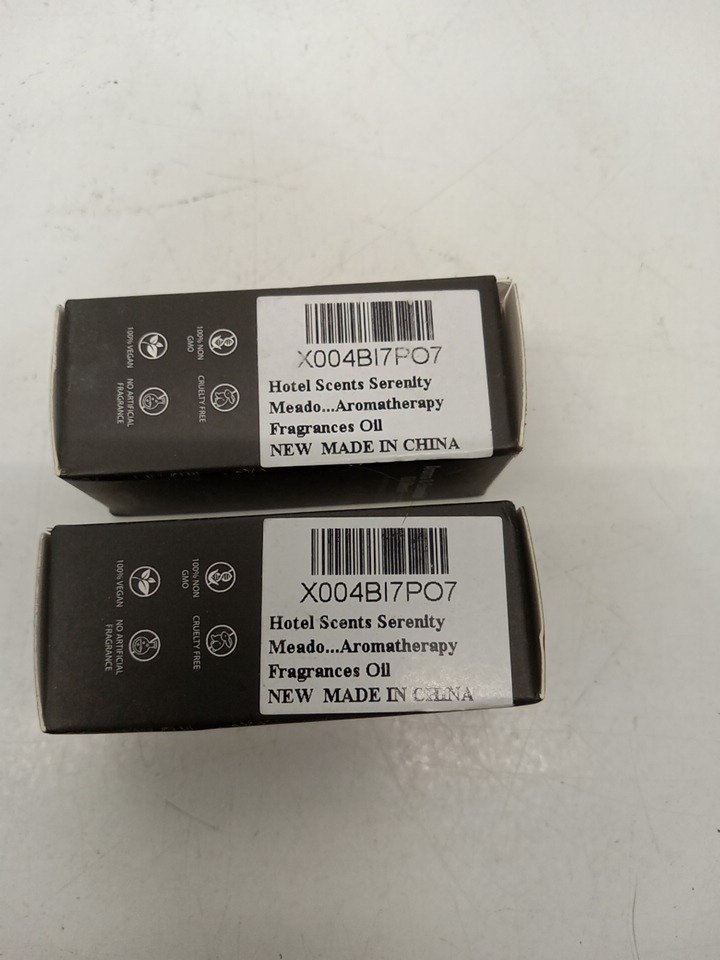 100% VEGAN
100% NON
GMO
NO ARTIFICIAL
FRAGRANCE
CRUELTY FREE
X004BI7PO7
Hotel Scents Serenity
Meado...Aromatherapy
Fragrances Oil
NEW MADE IN CHINA
100% VEGAN
100% NON
GMO
NO ARTIFICIAL
FRAGRANCE
CRUELTY FREE
X004BI7PO7
Hotel Scents Serenity
Meado...Aromatherapy
Fragrances Oil
NEW MADE IN CHINA